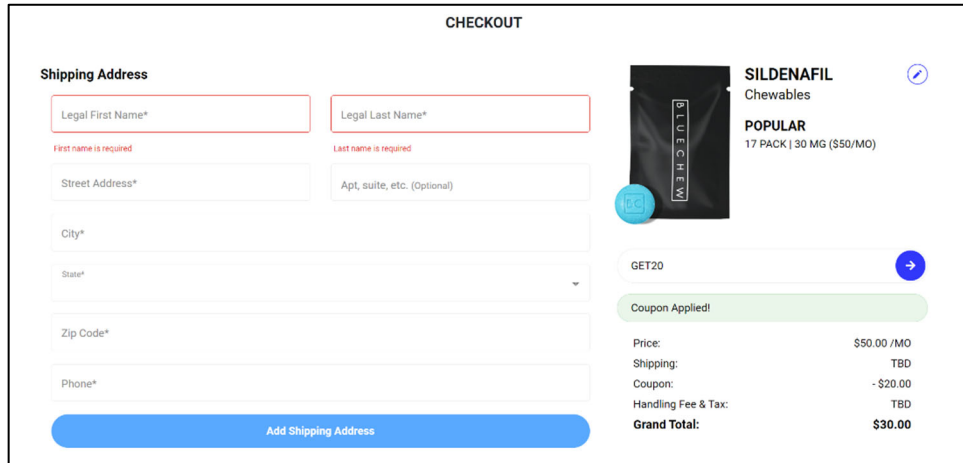 CHECKOUT
Shipping Address
Legal First Name*
Legal Last Name*
First name is required
Last name is required
Street Address*
Apt, suite, etc. (Optional)
City*
State*
Zip Code*
Phone*
Add Shipping Address
BLUECHEW
BC
SILDENAFIL
Chewables
POPULAR
17 PACK | 30 MG ($50/MO)
GET20
Coupon Applied!
Price: $50.00 /MO
Shipping: TBD
Coupon: - $20.00
Handling Fee & Tax: TBD
Grand Total: $30.00